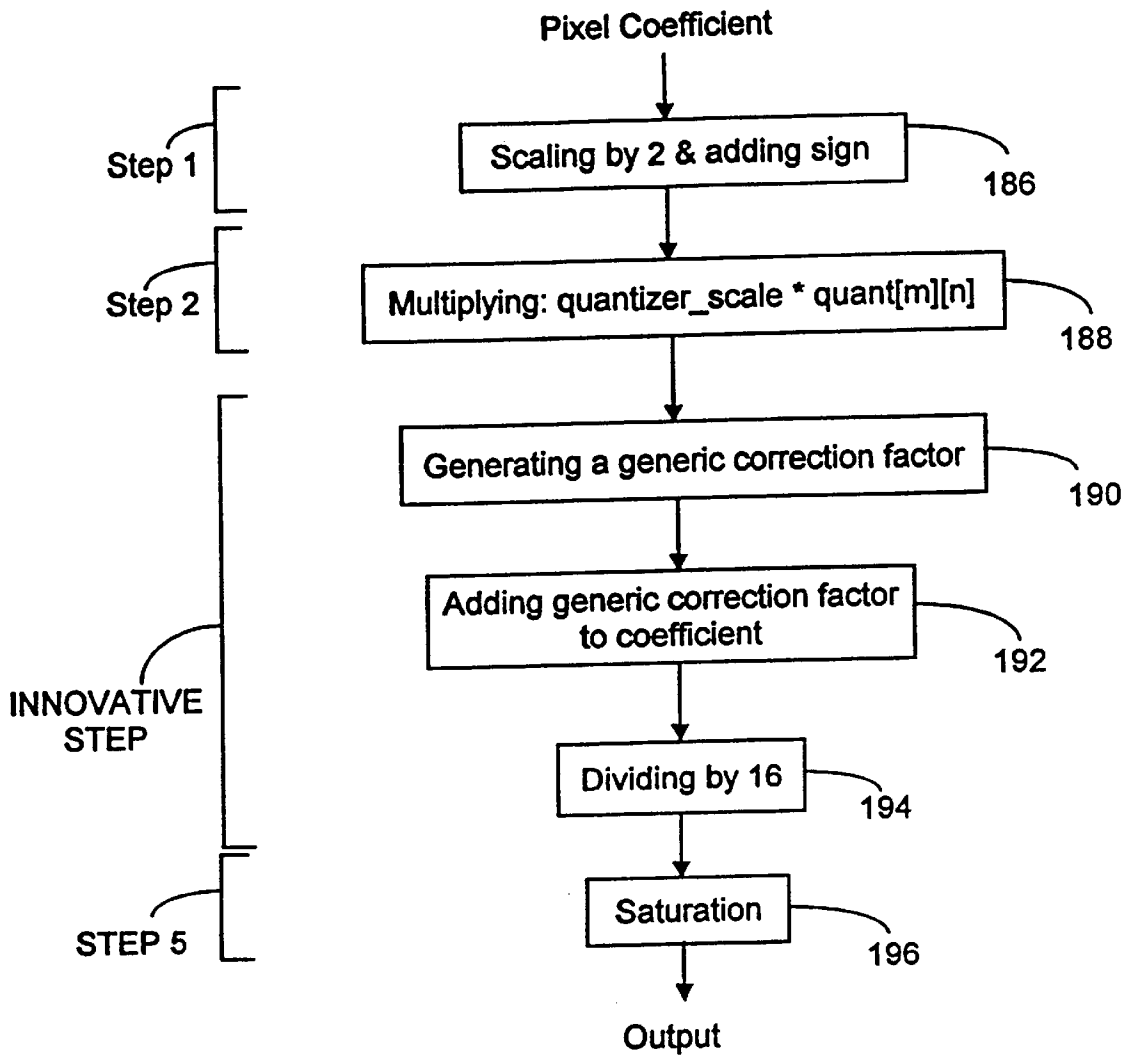 Pixel Coefficient
Step 1
Scaling by 2 & adding sign
186
Step 2
Multiplying: quantizer_scale * quant[m][n]
188
Generating a generic correction factor
190
Adding generic correction factor
to coefficient
192
INNOVATIVE
STEP
Dividing by 16
194
STEP 5
Saturation
196
Output